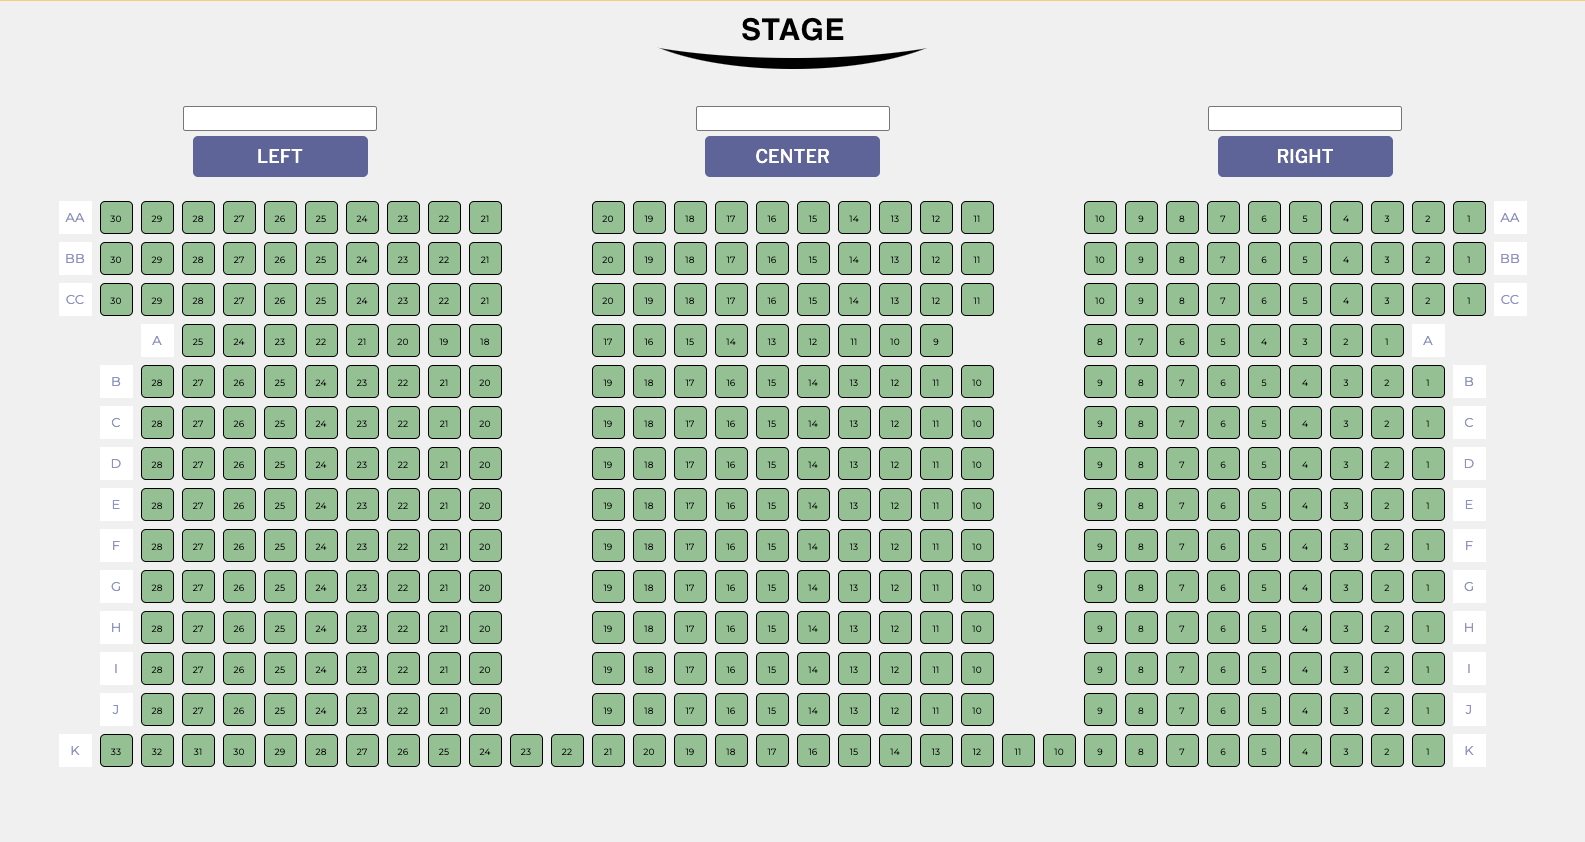 STAGE
LEFT CENTER RIGHT
AA 30 29 28 27 26 25 24 23 22 21 20 19 18 17 16 15 14 13 12 11 10 9 8 7 6 5 4 3 2 1 AA
BB 30 29 28 27 26 25 24 23 22 21 20 19 18 17 16 15 14 13 12 11 10 9 8 7 6 5 4 3 2 1 BB
CC 30 29 28 27 26 25 24 23 22 21 20 19 18 17 16 15 14 13 12 11 10 9 8 7 6 5 4 3 2 1 CC
A 25 24 23 22 21 20 19 18 17 16 15 14 13 12 11 10 9 8 7 6 5 4 3 2 1 A
B 28 27 26 25 24 23 22 21 20 19 18 17 16 15 14 13 12 11 10 9 8 7 6 5 4 3 2 1 B
C 28 27 26 25 24 23 22 21 20 19 18 17 16 15 14 13 12 11 10 9 8 7 6 5 4 3 2 1 C
D 28 27 26 25 24 23 22 21 20 19 18 17 16 15 14 13 12 11 10 9 8 7 6 5 4 3 2 1 D
E 28 27 26 25 24 23 22 21 20 19 18 17 16 15 14 13 12 11 10 9 8 7 6 5 4 3 2 1 E
F 28 27 26 25 24 23 22 21 20 19 18 17 16 15 14 13 12 11 10 9 8 7 6 5 4 3 2 1 F
G 28 27 26 25 24 23 22 21 20 19 18 17 16 15 14 13 12 11 10 9 8 7 6 5 4 3 2 1 G
H 28 27 26 25 24 23 22 21 20 19 18 17 16 15 14 13 12 11 10 9 8 7 6 5 4 3 2 1 H
I 28 27 26 25 24 23 22 21 20 19 18 17 16 15 14 13 12 11 10 9 8 7 6 5 4 3 2 1 I
J 28 27 26 25 24 23 22 21 20 19 18 17 16 15 14 13 12 11 10 9 8 7 6 5 4 3 2 1 J
K 33 32 31 30 29 28 27 26 25 24 23 22 21 20 19 18 17 16 15 14 13 12 11 10 9 8 7 6 5 4 3 2 1 K